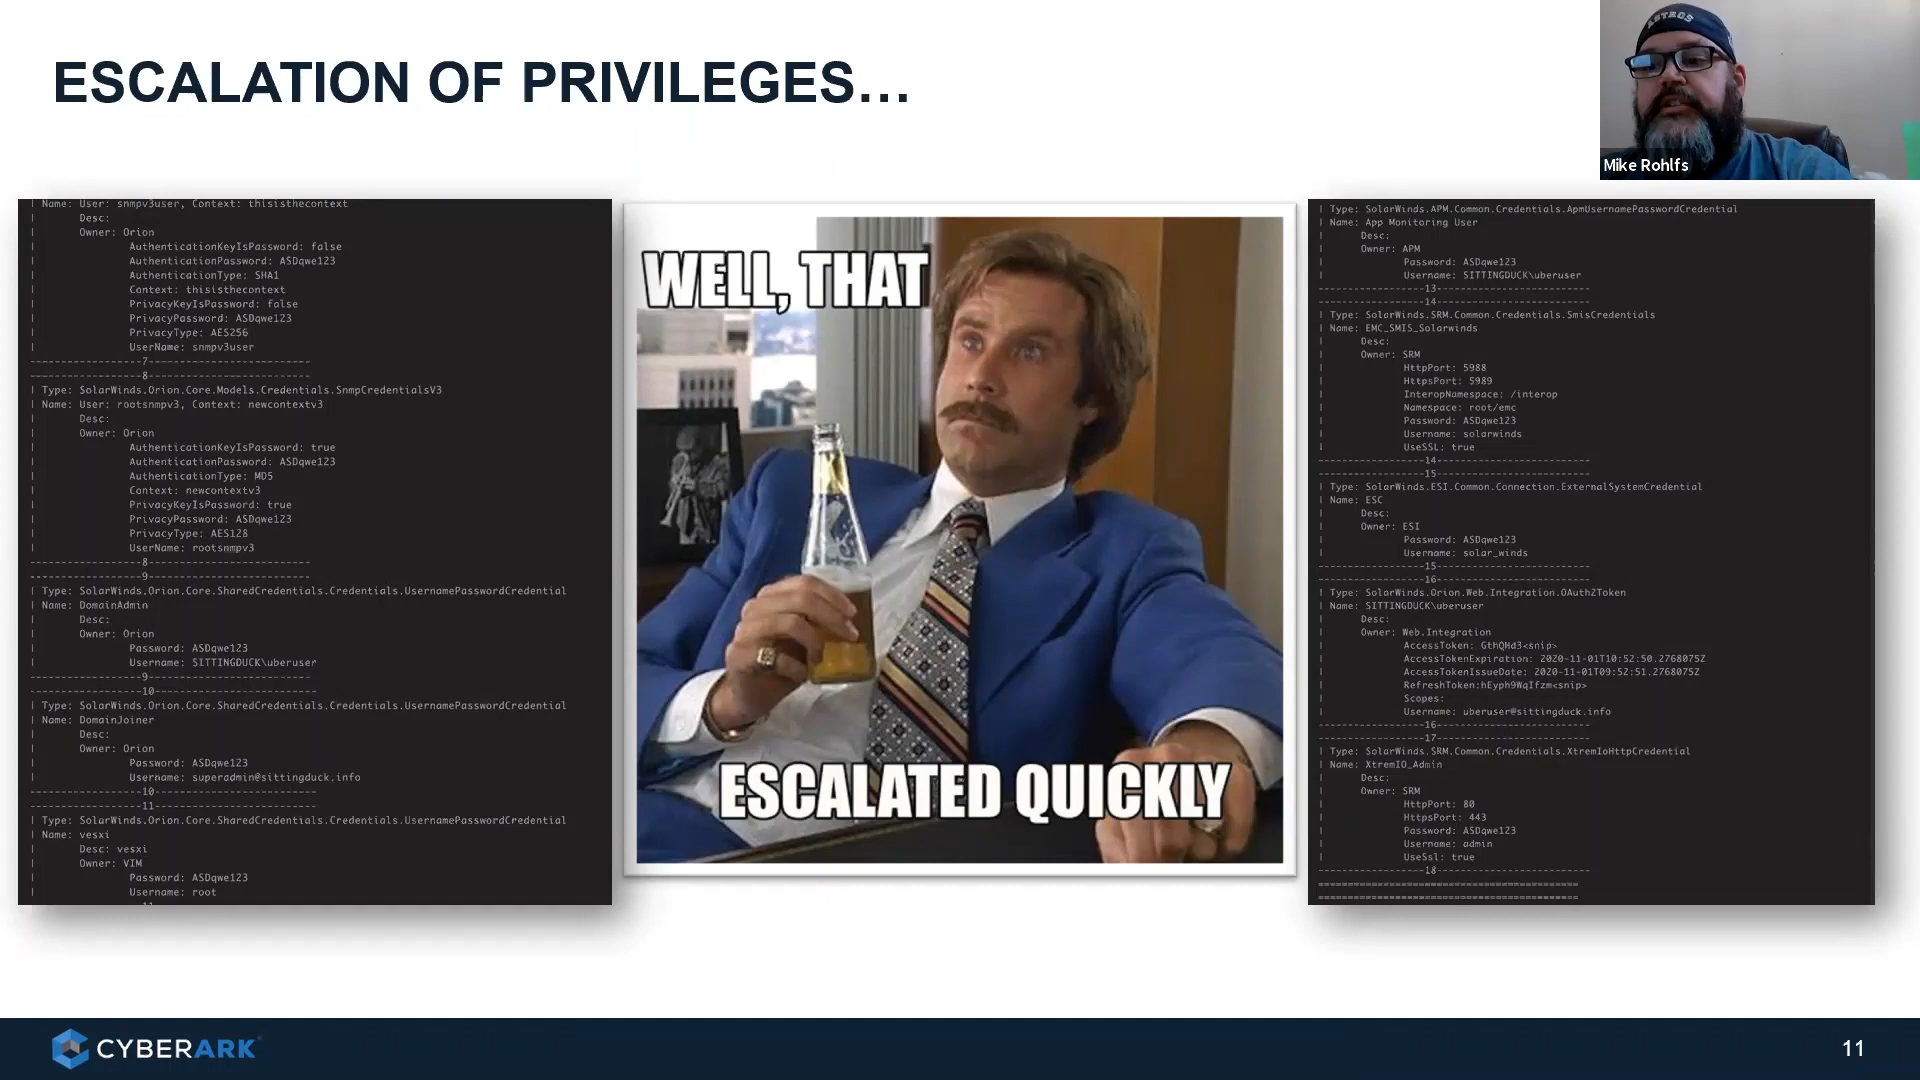 ESCALATION OF PRIVILEGES...
ASTROS
Mike Rohlfs
| Name: User: snmpv3user, Context: thisisthecontext
| Desc:
| Owner: Orion
| AuthenticationKeyIsPassword: false
| AuthenticationPassword: ASDqwe123
| AuthenticationType: SHA1
| Context: thisisthecontext
| PrivacyKeyIsPassword: false
| PrivacyPassword: ASDqwe123
| PrivacyType: AES256
| UserName: snmpv3user
------------------7--------------------------
------------------8--------------------------
| Type: SolarWinds.Orion.Core.Models.Credentials.SnmpCredentialsV3
| Name: User: rootsnmpv3, Context: newcontextv3
| Desc:
| Owner: Orion
| AuthenticationKeyIsPassword: true
| AuthenticationPassword: ASDqwe123
| AuthenticationType: MD5
| Context: newcontextv3
| PrivacyKeyIsPassword: true
| PrivacyPassword: ASDqwe123
| PrivacyType: AES128
| UserName: rootsnmpv3
------------------8--------------------------
------------------9--------------------------
| Type: SolarWinds.Orion.Core.SharedCredentials.Credentials.UsernamePasswordCredential
| Name: DomainAdmin
| Desc:
| Owner: Orion
| Password: ASDqwe123
| Username: SITTINGDUCK\uberuser
------------------9--------------------------
------------------10--------------------------
| Type: SolarWinds.Orion.Core.SharedCredentials.Credentials.UsernamePasswordCredential
| Name: DomainJoiner
| Desc:
| Owner: Orion
| Password: ASDqwe123
| Username: superadmin@sittingduck.info
------------------10--------------------------
------------------11--------------------------
| Type: SolarWinds.Orion.Core.SharedCredentials.Credentials.UsernamePasswordCredential
| Name: vesxi
| Desc: vesxi
| Owner: VIM
| Password: ASDqwe123
| Username: root
WELL, THAT
ESCALATED QUICKLY
| Type: SolarWinds.APM.Common.Credentials.ApmUsernamePasswordCredential
| Name: App Monitoring User
| Desc:
| Owner: APM
| Password: ASDqwe123
| Username: SITTINGDUCK\uberuser
-----------------13--------------------------
-----------------14--------------------------
| Type: SolarWinds.SRM.Common.Credentials.SmisCredentials
| Name: EMC_SMIS_Solarwinds
| Desc:
| Owner: SRM
| HttpPort: 5988
| HttpsPort: 5989
| InteropNamespace: /interop
| Namespace: root/emc
| Password: ASDqwe123
| Username: solarwinds
| UseSSL: true
-----------------14--------------------------
-----------------15--------------------------
| Type: SolarWinds.ESI.Common.Connection.ExternalSystemCredential
| Name: ESC
| Desc:
| Owner: ESI
| Password: ASDqwe123
| Username: solar_winds
-----------------15--------------------------
-----------------16--------------------------
| Type: SolarWinds.Orion.Web.Integration.OAuth2Token
| Name: SITTINGDUCK\uberuser
| Desc:
| Owner: Web.Integration
| AccessToken: GthQHd3<snip>
| AccessTokenExpiration: 2020-11-01T10:52:50.2768075Z
| AccessTokenIssueDate: 2020-11-01T09:52:51.2768075Z
| RefreshToken:hEyph9WqIfzm<snip>
| Scopes:
| Username: uberuser@sittingduck.info
-----------------16--------------------------
-----------------17--------------------------
| Type: SolarWinds.SRM.Common.Credentials.XtremIoHttpCredential
| Name: XtremIO_Admin
| Desc:
| Owner: SRM
| HttpPort: 80
| HttpsPort: 443
| Password: ASDqwe123
| Username: admin
| UseSsl: true
-----------------18--------------------------
==========================================
==========================================
CYBERARK
11